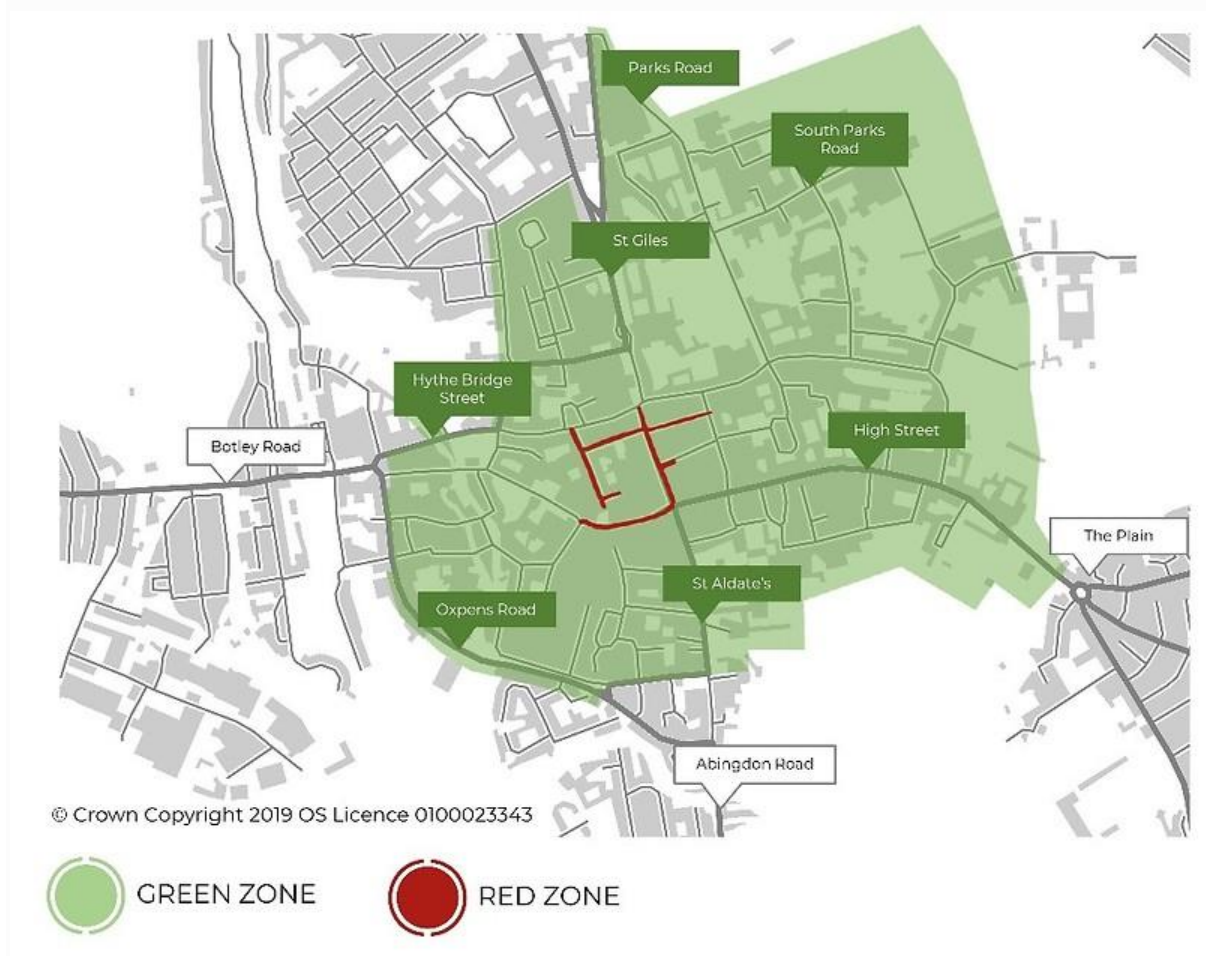 Parks Road
South Parks
Road
St Giles
Hythe Bridge
Street
Botley Road
High Street
The Plain
St Aldate's
Oxpens Road
Abingdon Road
© Crown Copyright 2019 OS Licence 0100023343
GREEN ZONE
RED ZONE